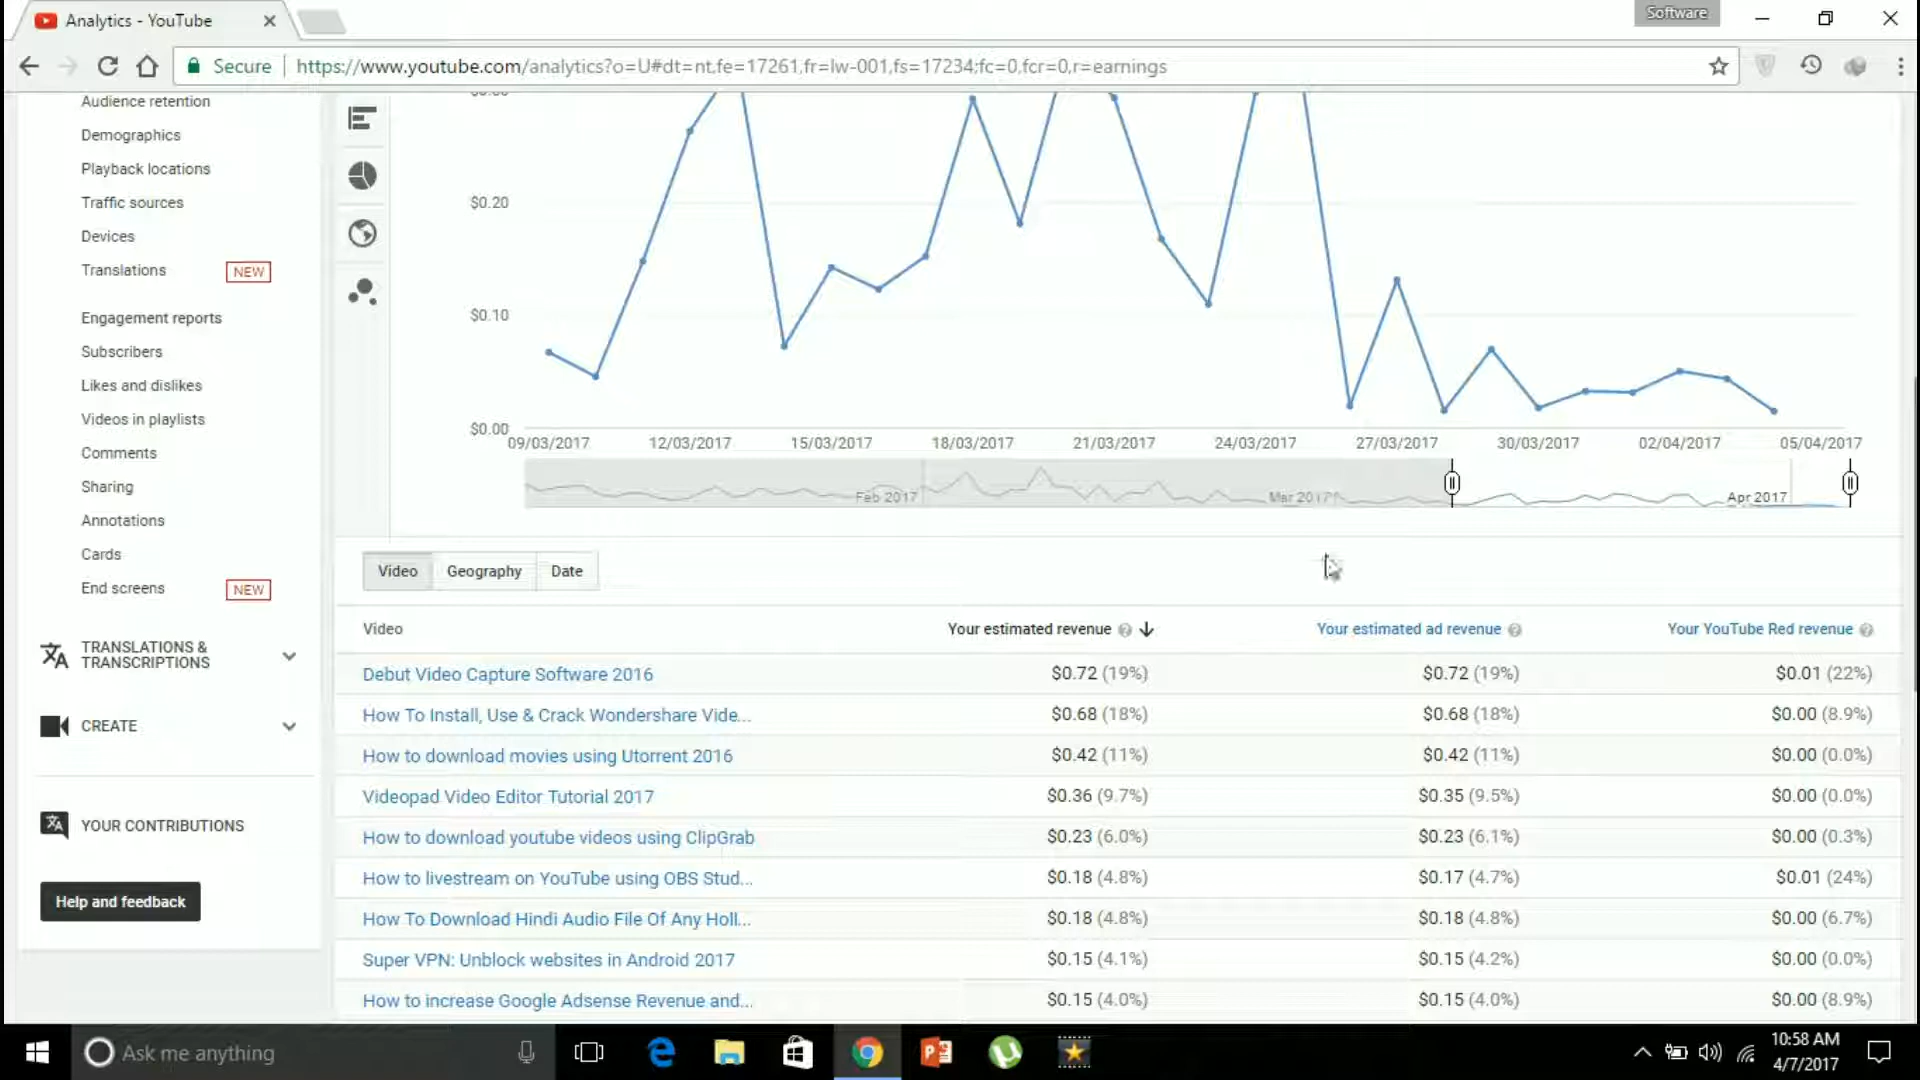 Analytics - YouTube
Software
Secure
https://www.youtube.com/analytics?o=U#dt=nt,fe=17261,fr=lw-001,fs=17234;fc=0,fcr=0,r=earnings
Audience retention
Demographics
Playback locations
Traffic sources
Devices
Translations NEW
Engagement reports
Subscribers
Likes and dislikes
Videos in playlists
Comments
Sharing
Annotations
Cards
End screens NEW
TRANSLATIONS &
TRANSCRIPTIONS
CREATE
YOUR CONTRIBUTIONS
Help and feedback
$0.20
$0.10
$0.00
09/03/2017 12/03/2017 15/03/2017 18/03/2017 21/03/2017 24/03/2017 27/03/2017 30/03/2017 02/04/2017 05/04/2017
Feb 2017 Mar 2017 Apr 2017
Video Geography Date
Video Your estimated revenue Your estimated ad revenue Your YouTube Red revenue
Debut Video Capture Software 2016 $0.72 (19%) $0.72 (19%) $0.01 (22%)
How To Install, Use & Crack Wondershare Vide... $0.68 (18%) $0.68 (18%) $0.00 (8.9%)
How to download movies using Utorrent 2016 $0.42 (11%) $0.42 (11%) $0.00 (0.0%)
Videopad Video Editor Tutorial 2017 $0.36 (9.7%) $0.35 (9.5%) $0.00 (0.0%)
How to download youtube videos using ClipGrab $0.23 (6.0%) $0.23 (6.1%) $0.00 (0.3%)
How to livestream on YouTube using OBS Stud... $0.18 (4.8%) $0.17 (4.7%) $0.01 (24%)
How To Download Hindi Audio File Of Any Holl... $0.18 (4.8%) $0.18 (4.8%) $0.00 (6.7%)
Super VPN: Unblock websites in Android 2017 $0.15 (4.1%) $0.15 (4.2%) $0.00 (0.0%)
How to increase Google Adsense Revenue and... $0.15 (4.0%) $0.15 (4.0%) $0.00 (8.9%)
Ask me anything
10:58 AM
4/7/2017